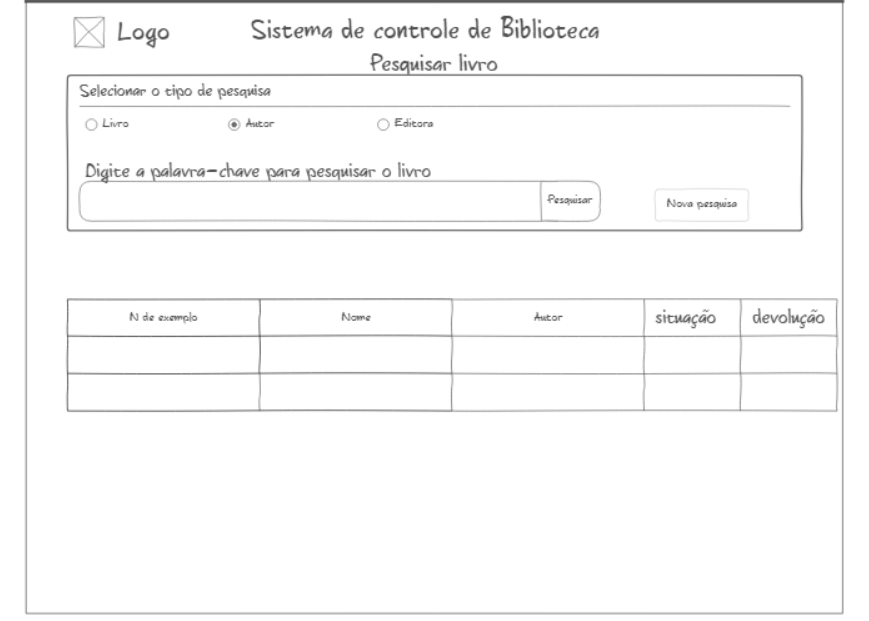 Logo
Sistema de controle de Biblioteca
Pesquisar livro
Selecionar o tipo de pesquisa
Livro Autor Editora
Digite a palavra-chave para pesquisar o livro
Pesquisar Nova pesquisa
N de exemplo Nome Autor situação devolução